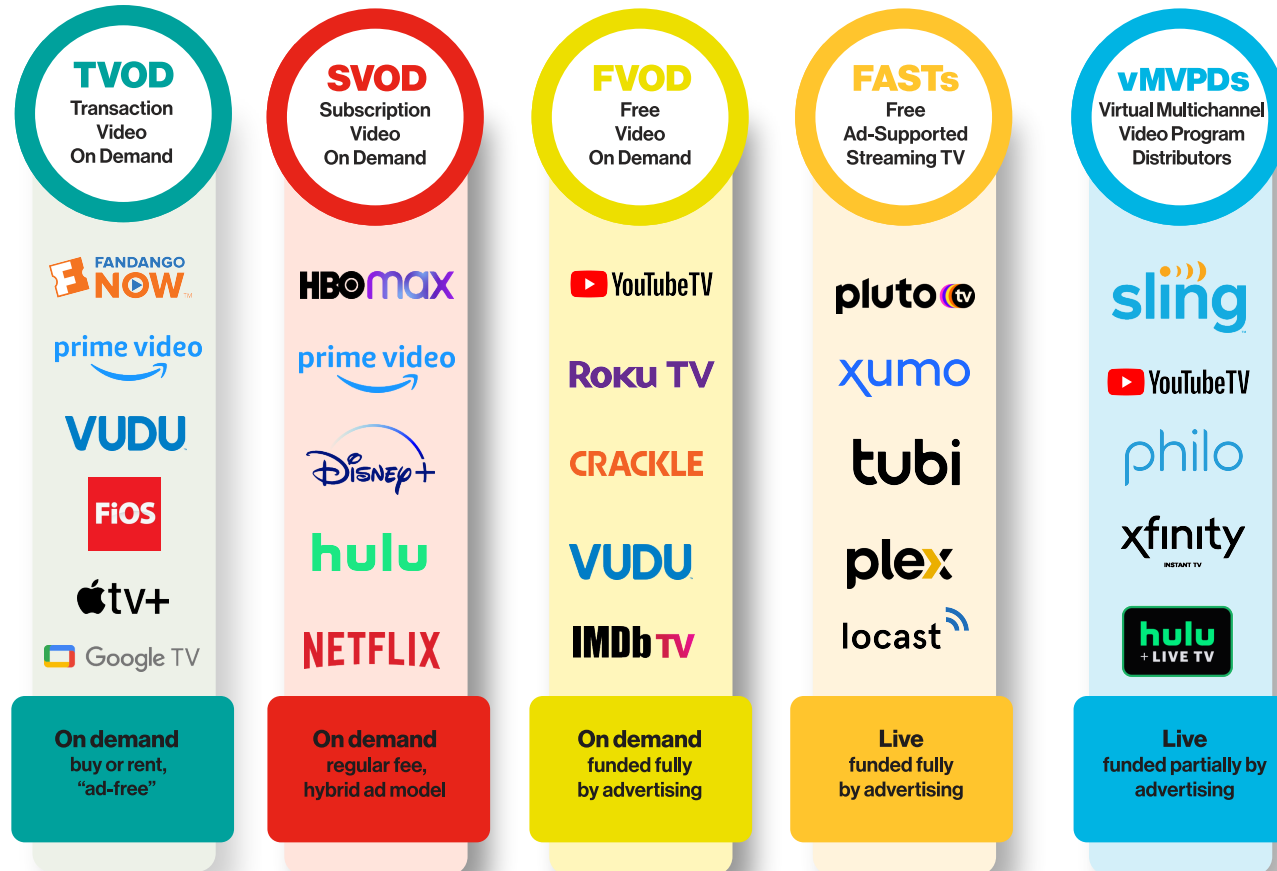 TVOD
Transaction
Video
On Demand
FANDANGO
NOW™
prime video
VUDU
FiOS
tv+
Google TV
On demand
buy or rent,
“ad-free”
SVOD
Subscription
Video
On Demand
HBOmax
prime video
Disney+
hulu
NETFLIX
On demand
regular fee,
hybrid ad model
FVOD
Free
Video
On Demand
YouTubeTV
ROKU TV
CRACKLE
VUDU
IMDb TV
On demand
funded fully
by advertising
FASTs
Free
Ad-Supported
Streaming TV
pluto tv
xumo
tubi
plex
locast
Live
funded fully
by advertising
vMVPDs
Virtual Multichannel
Video Program
Distributors
sling
YouTubeTV
philo
xfinity
INSTANT TV
hulu
+ LIVE TV
Live
funded partially by
advertising